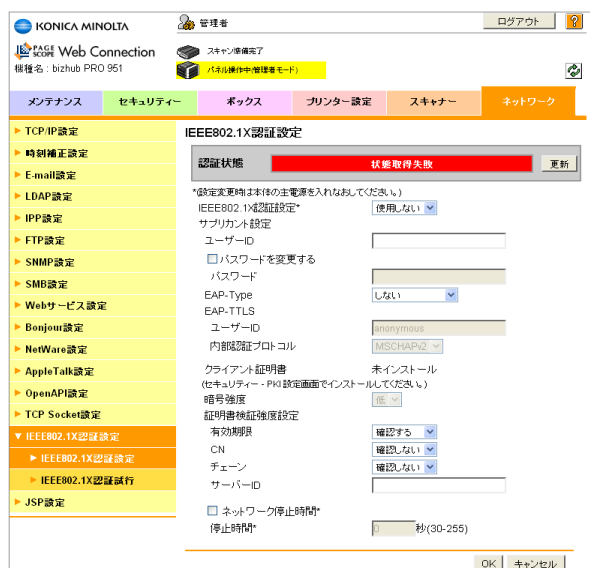 KONICA MINOLTA
管理者
ログアウト
?
PAGE SCOPE Web Connection
スキャン準備完了
機種名 : bizhub PRO 951
パネル操作中(管理者モード)
メンテナンス
セキュリティー
ボックス
プリンター設定
スキャナー
ネットワーク
TCP/IP設定
時刻補正設定
E-mail設定
LDAP設定
IPP設定
FTP設定
SNMP設定
SMB設定
Webサービス設定
Bonjour設定
NetWare設定
AppleTalk設定
OpenAPI設定
TCP Socket設定
IEEE802.1X認証設定
IEEE802.1X認証設定
IEEE802.1X認証試行
JSP設定
IEEE802.1X認証設定
認証状態
状態取得失敗
更新
*(設定変更時は本体の主電源を入れなおしてください。)
IEEE802.1X認証設定*
使用しない
サプリカント設定
ユーザーID
パスワードを変更する
パスワード
EAP-Type
しない
EAP-TTLS
ユーザーID
anonymous
内部認証プロトコル
MSCHAPv2
クライアント証明書
未インストール
(セキュリティー - PKI設定画面でインストールしてください。)
暗号強度
低
証明書検証強度設定
有効期限
確認する
CN
確認しない
チェーン
確認しない
サーバーID
ネットワーク停止時間*
停止時間*
0
秒(30-255)
OK
キャンセル